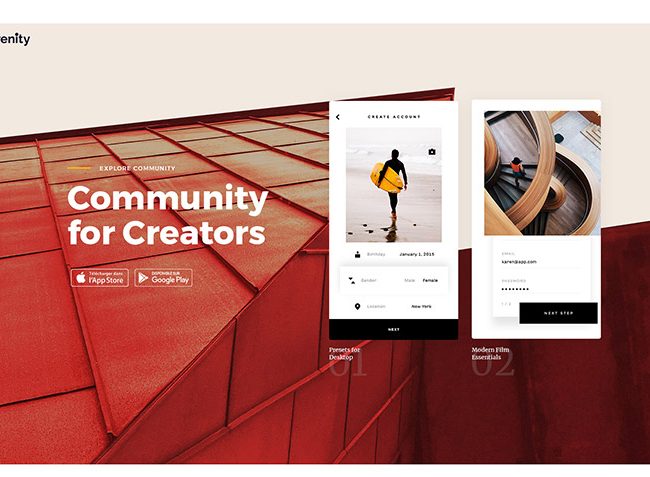 enity
EXPLORE COMMUNITY
Community
for Creators
Télécharger dans
l'App Store
DISPONIBLE SUR
Google Play
CREATE ACCOUNT
Birthday January 1, 2015
Gender Male Female
Location New York
NEXT
Presets for
Desktop
01
EMAIL
karen@app.com
PASSWORD
NEXT STEP
Modern Film
Essentials
02